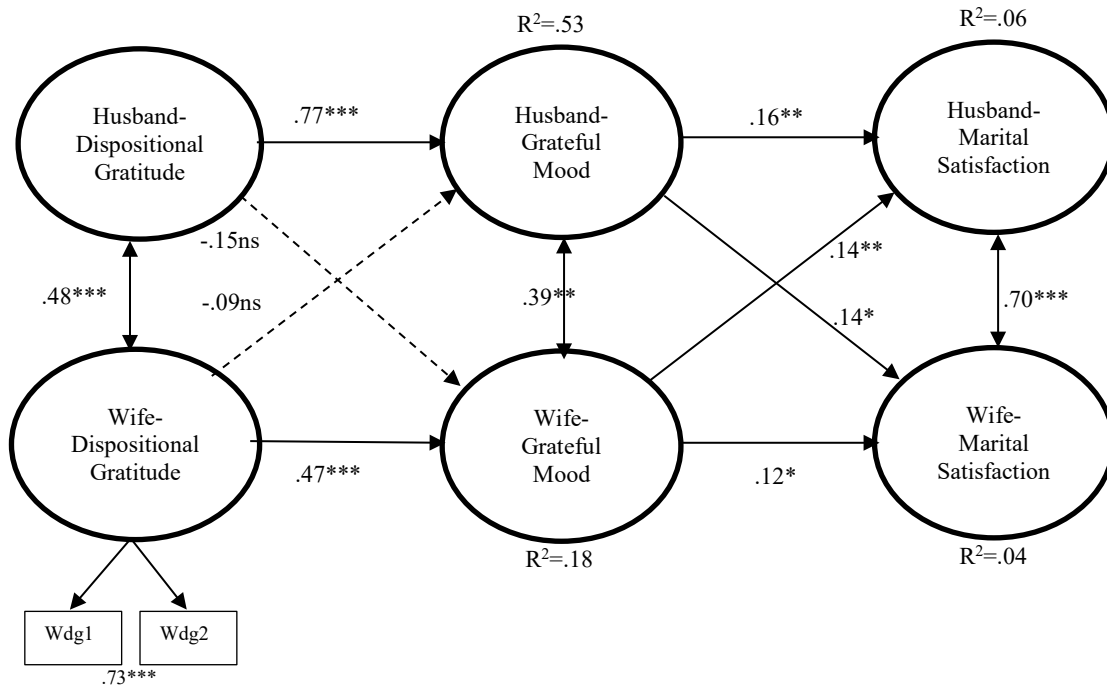 R²=.53
R²=.06
Husband-
Dispositional
Gratitude
.77***
Husband-
Grateful
Mood
.16**
Husband-
Marital
Satisfaction
-.15ns
-.09ns
.48***
.39**
.14**
.14*
.70***
Wife-
Dispositional
Gratitude
.47***
Wife-
Grateful
Mood
.12*
Wife-
Marital
Satisfaction
R²=.18
R²=.04
Wdg1
Wdg2
.73***